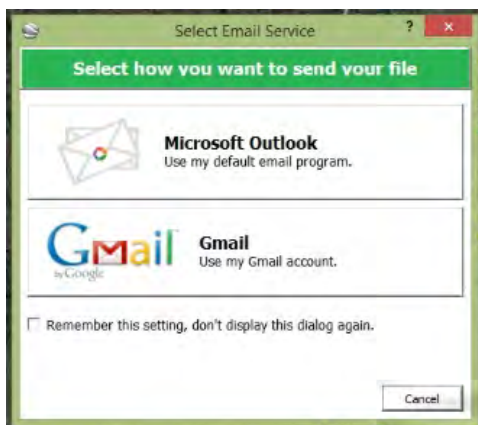 Select Email Service
?
×
Select how you want to send your file
Microsoft Outlook
Use my default email program.
Gmail
by Google
Gmail
Use my Gmail account.
Remember this setting, don't display this dialog again.
Cancel